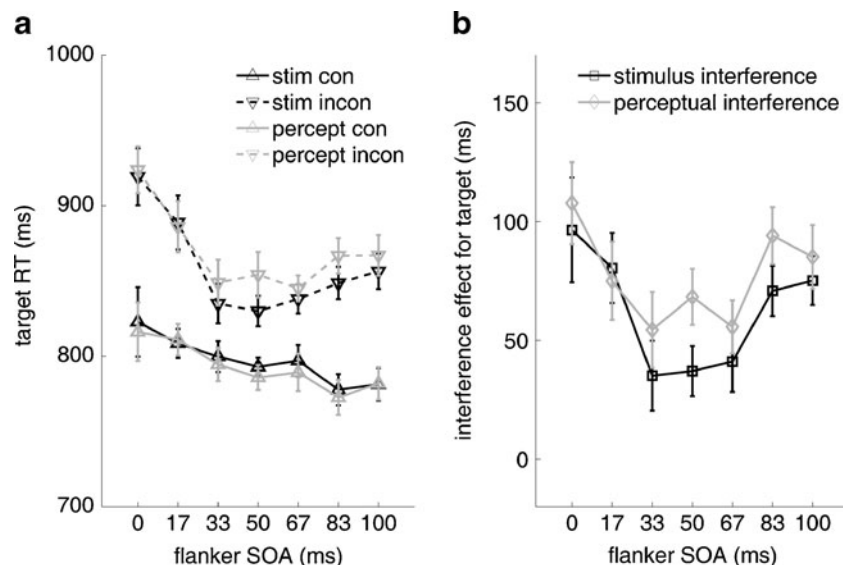 a
1000
900
800
700
target RT (ms)
stim con
stim incon
percept con
percept incon
0 17 33 50 67 83 100
flanker SOA (ms)
b
150
100
50
0
interference effect for target (ms)
stimulus interference
perceptual interference
0 17 33 50 67 83 100
flanker SOA (ms)